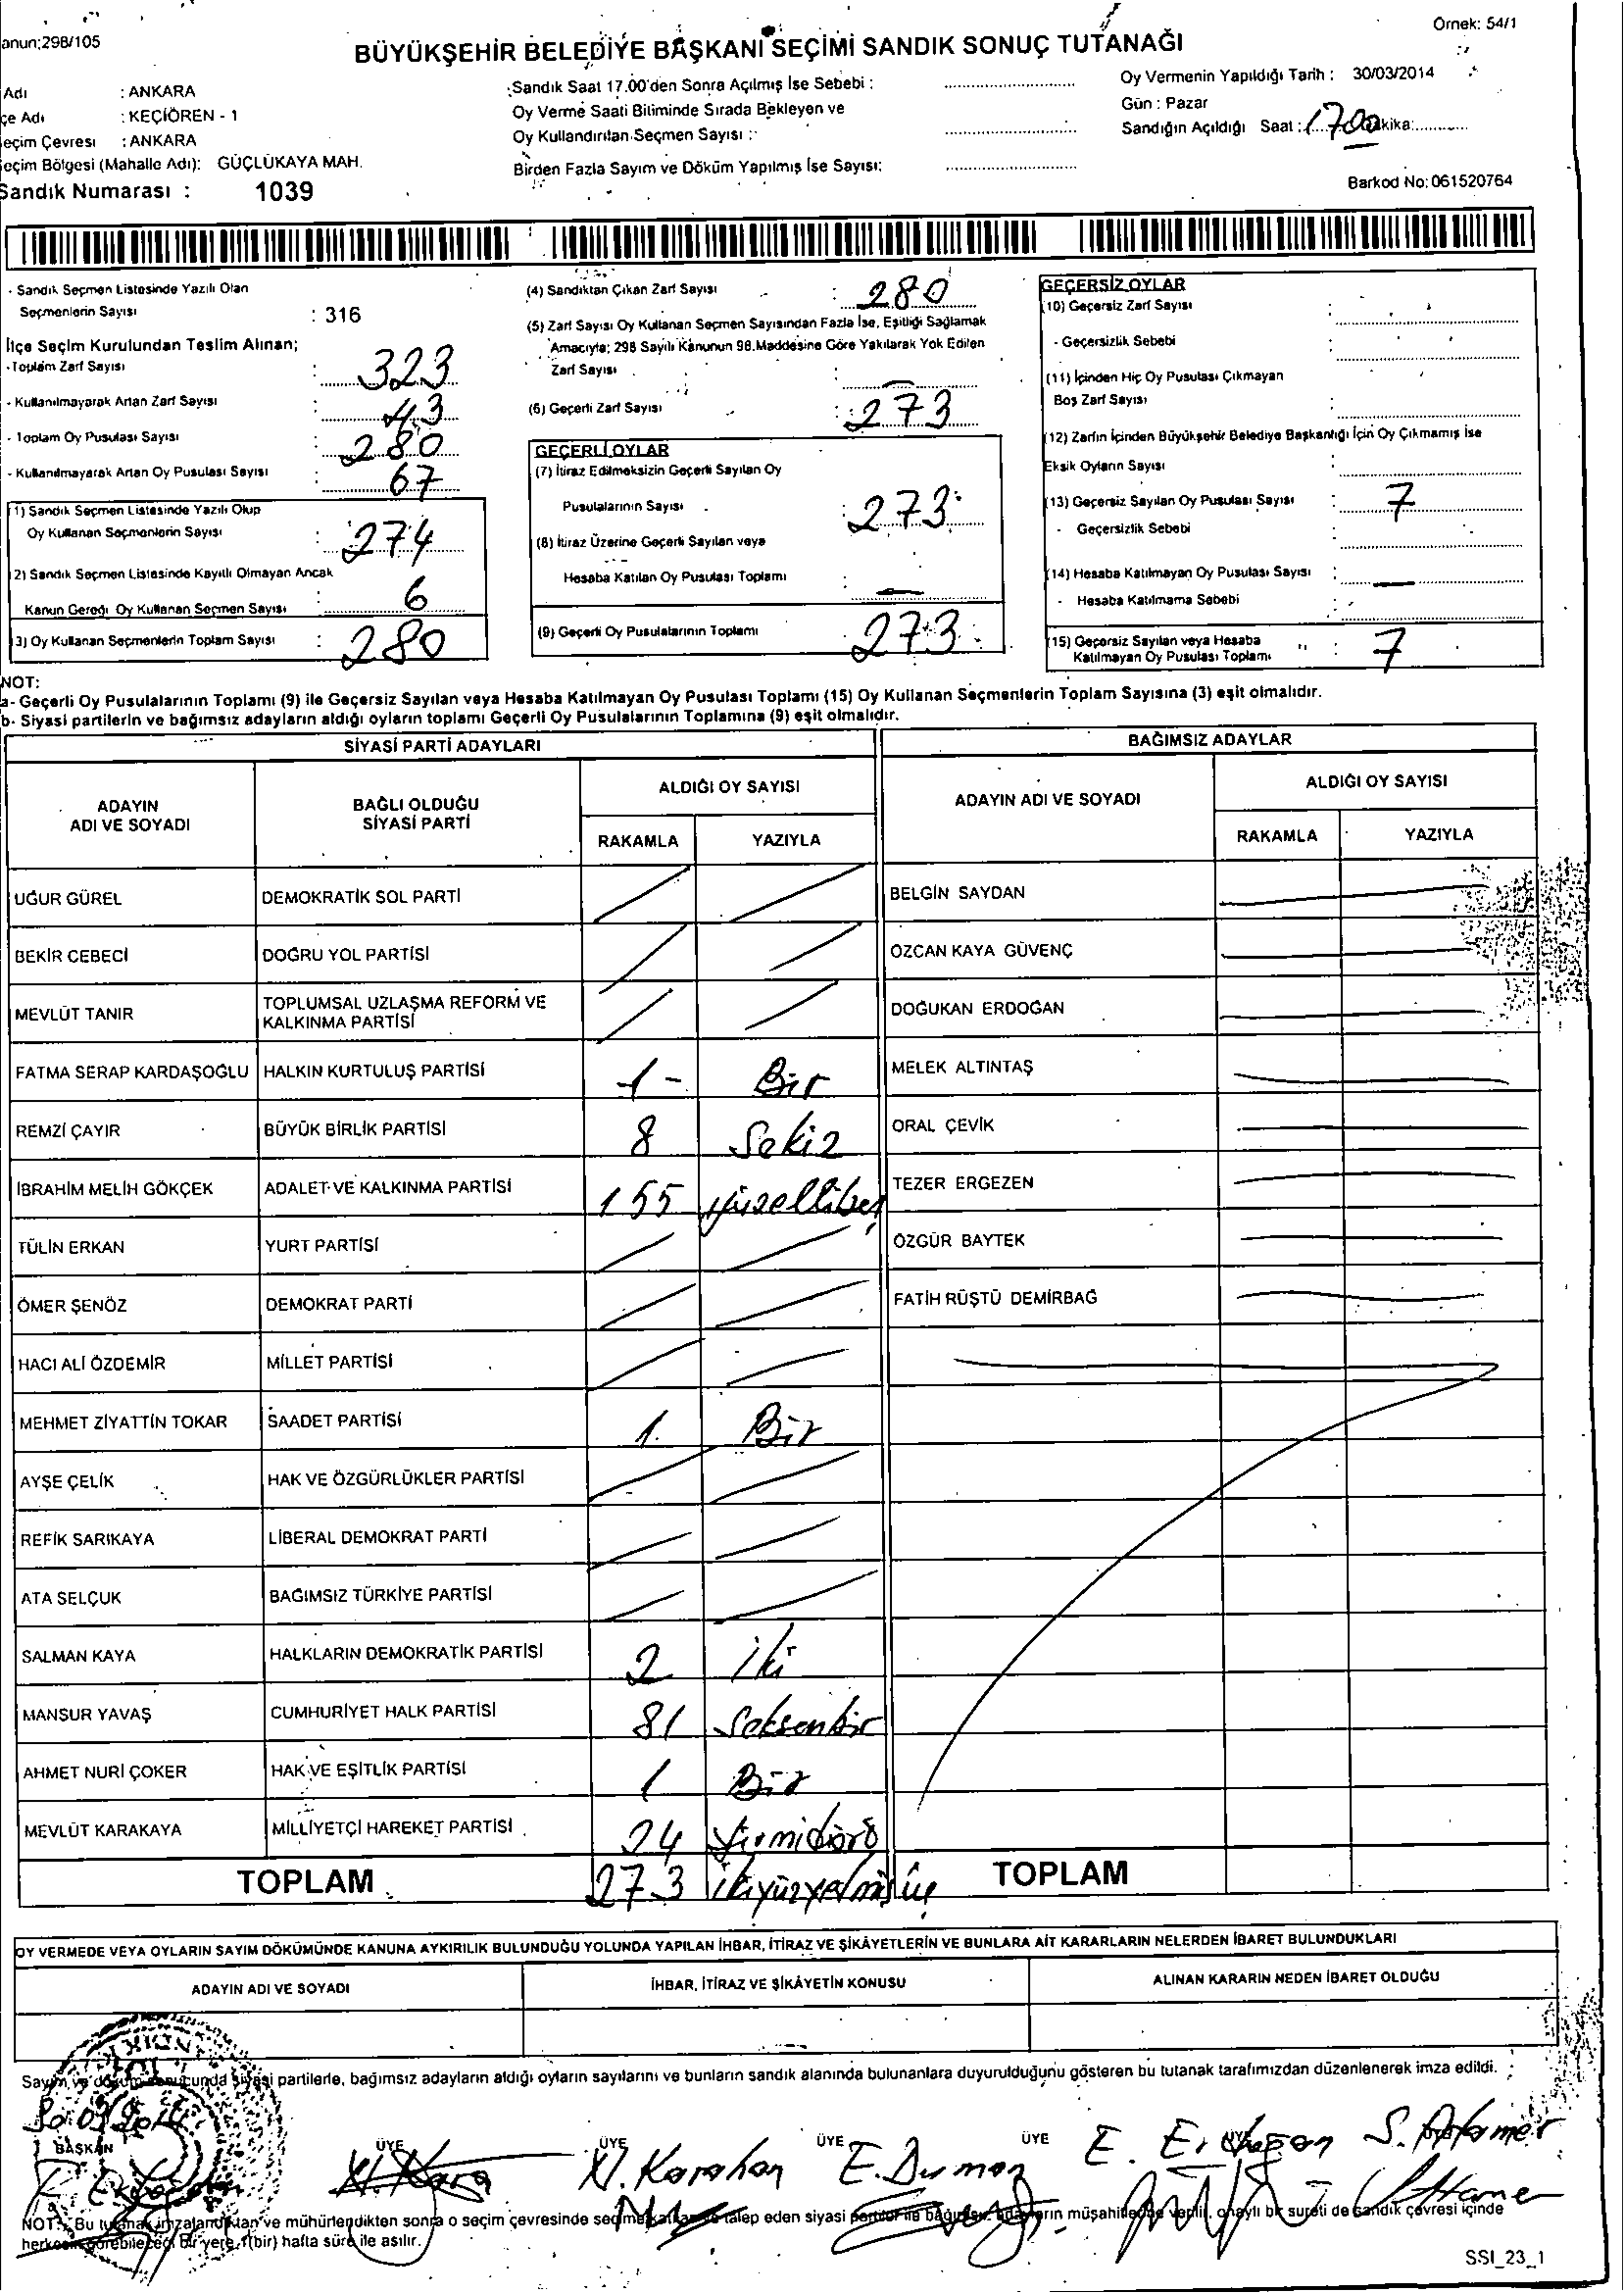 anun;298/105
Örnek: 54/1
BÜYÜKŞEHİR BELEDİYE BAŞKANI SEÇİMİ SANDIK SONUÇ TUTANAĞI
Adı : ANKARA
çe Adı : KEÇİÖREN - 1
eçim Çevresi : ANKARA
eçim Bölgesi (Mahalle Adı): GÜÇLÜKAYA MAH.
Sandık Numarası : 1039
Sandık Saat 17.00'den Sonra Açılmış İse Sebebi :
Oy Verme Saati Bitiminde Sırada Bekleyen ve
Oy Kullandırılan Seçmen Sayısı :
Birden Fazla Sayım ve Döküm Yapılmış İse Sayısı:
Oy Vermenin Yapıldığı Tarih : 30/03/2014
Gün : Pazar
Sandığın Açıldığı Saat : 1700 Dakika:
Barkod No: 061520764
- Sandık Seçmen Listesinde Yazılı Olan
Seçmenlerin Sayısı : 316
İlçe Seçim Kurulundan Teslim Alınan;
-Toplam Zarf Sayısı : 323
- Kullanılmayarak Artan Zarf Sayısı : 43
- Toplam Oy Pusulası Sayısı : 280
- Kullanılmayarak Artan Oy Pusulası Sayısı : 67
(1) Sandık Seçmen Listesinde Yazılı Olup
Oy Kullanan Seçmenlerin Sayısı : 274
2) Sandık Seçmen Listesinde Kayıtlı Olmayan Ancak
Kanun Gereği Oy Kullanan Seçmen Sayısı : 6
3) Oy Kullanan Seçmenlerin Toplam Sayısı : 280
(4) Sandıktan Çıkan Zarf Sayısı : 280
(5) Zarf Sayısı Oy Kullanan Seçmen Sayısından Fazla İse, Eşitliği Sağlamak
Amacıyla; 298 Sayılı Kanunun 98.Maddesine Göre Yakılarak Yok Edilen
Zarf Sayısı : —
(6) Geçerli Zarf Sayısı : 273
GEÇERLİ OYLAR
(7) İtiraz Edilmeksizin Geçerli Sayılan Oy
Pusulalarının Sayısı : 273
(8) İtiraz Üzerine Geçerli Sayılan veya
Hesaba Katılan Oy Pusulası Toplamı : —
(9) Geçerli Oy Pusulalarının Toplamı : 273
GEÇERSİZ OYLAR
(10) Geçersiz Zarf Sayısı :
- Geçersizlik Sebebi
(11) İçinden Hiç Oy Pusulası Çıkmayan
Boş Zarf Sayısı :
(12) Zarfın İçinden Büyükşehir Belediye Başkanlığı İçin Oy Çıkmamış İse
Eksik Oyların Sayısı :
(13) Geçersiz Sayılan Oy Pusulası Sayısı : 7
- Geçersizlik Sebebi :
(14) Hesaba Katılmayan Oy Pusulası Sayısı : —
- Hesaba Katılmama Sebebi :
(15) Geçersiz Sayılan veya Hesaba
Katılmayan Oy Pusulası Toplamı : 7
NOT:
a- Geçerli Oy Pusulalarının Toplamı (9) ile Geçersiz Sayılan veya Hesaba Katılmayan Oy Pusulası Toplamı (15) Oy Kullanan Seçmenlerin Toplam Sayısına (3) eşit olmalıdır.
b- Siyasi partilerin ve bağımsız adayların aldığı oyların toplamı Geçerli Oy Pusulalarının Toplamına (9) eşit olmalıdır.
SİYASİ PARTİ ADAYLARI
ADAYIN ADI VE SOYADI
BAĞLI OLDUĞU SİYASİ PARTİ
ALDIĞI OY SAYISI
RAKAMLA YAZIYLA
UĞUR GÜREL DEMOKRATİK SOL PARTİ
BEKİR CEBECİ DOĞRU YOL PARTİSİ
MEVLÜT TANIR TOPLUMSAL UZLAŞMA REFORM VE KALKINMA PARTİSİ
FATMA SERAP KARDAŞOĞLU HALKIN KURTULUŞ PARTİSİ 1 - Bir
REMZİ ÇAYIR BÜYÜK BİRLİK PARTİSİ 8 Sekiz
İBRAHİM MELİH GÖKÇEK ADALET VE KALKINMA PARTİSİ 155 yüzellibeş
TÜLİN ERKAN YURT PARTİSİ
ÖMER ŞENÖZ DEMOKRAT PARTİ
HACI ALİ ÖZDEMİR MİLLET PARTİSİ
MEHMET ZİYATTİN TOKAR SAADET PARTİSİ 1 Bir
AYŞE ÇELİK HAK VE ÖZGÜRLÜKLER PARTİSİ
REFİK SARIKAYA LİBERAL DEMOKRAT PARTİ
ATA SELÇUK BAĞIMSIZ TÜRKİYE PARTİSİ
SALMAN KAYA HALKLARIN DEMOKRATİK PARTİSİ 2 iki
MANSUR YAVAŞ CUMHURİYET HALK PARTİSİ 81 Seksenbir
AHMET NURİ ÇOKER HAK VE EŞİTLİK PARTİSİ 1 Bir
MEVLÜT KARAKAYA MİLLİYETÇİ HAREKET PARTİSİ 24 Yirmidört
TOPLAM 273 ikiyüzyetmişüç
BAĞIMSIZ ADAYLAR
ADAYIN ADI VE SOYADI
ALDIĞI OY SAYISI
RAKAMLA YAZIYLA
BELGİN SAYDAN
ÖZCAN KAYA GÜVENÇ
DOĞUKAN ERDOĞAN
MELEK ALTINTAŞ
ORAL ÇEVİK
TEZER ERGEZEN
ÖZGÜR BAYTEK
FATİH RÜŞTÜ DEMİRBAĞ
TOPLAM
OY VERMEDE VEYA OYLARIN SAYIM DÖKÜMÜNDE KANUNA AYKIRILIK BULUNDUĞU YOLUNDA YAPILAN İHBAR, İTİRAZ VE ŞİKÂYETLERİN VE BUNLARA AİT KARARLARIN NELERDEN İBARET BULUNDUKLARI
ADAYIN ADI VE SOYADI
İHBAR, İTİRAZ VE ŞİKÂYETİN KONUSU
ALINAN KARARIN NEDEN İBARET OLDUĞU
Sayım ve döküm sonucunda siyasi partilerle, bağımsız adayların aldığı oyların sayılarını ve bunların sandık alanında bulunanlara duyurulduğunu gösteren bu tutanak tarafımızdan düzenlenerek imza edildi.
30.03.2014
BAŞKAN ÜYE ÜYE ÜYE ÜYE ÜYE
N. Kara N. Karahan E. Duman E. Erdoğan S. Atamer
NOT: Bu tutanak imzalandıktan ve mühürlendikten sonra o seçim çevresinde seçime katılan ve talep eden siyasi partiler ile bağımsız adayların müşahitlerine verilir, onaylı bir sureti de sandık çevresi içinde
herkesin görebileceği bir yere 1(bir) hafta süre ile asılır.
SSI_23_1